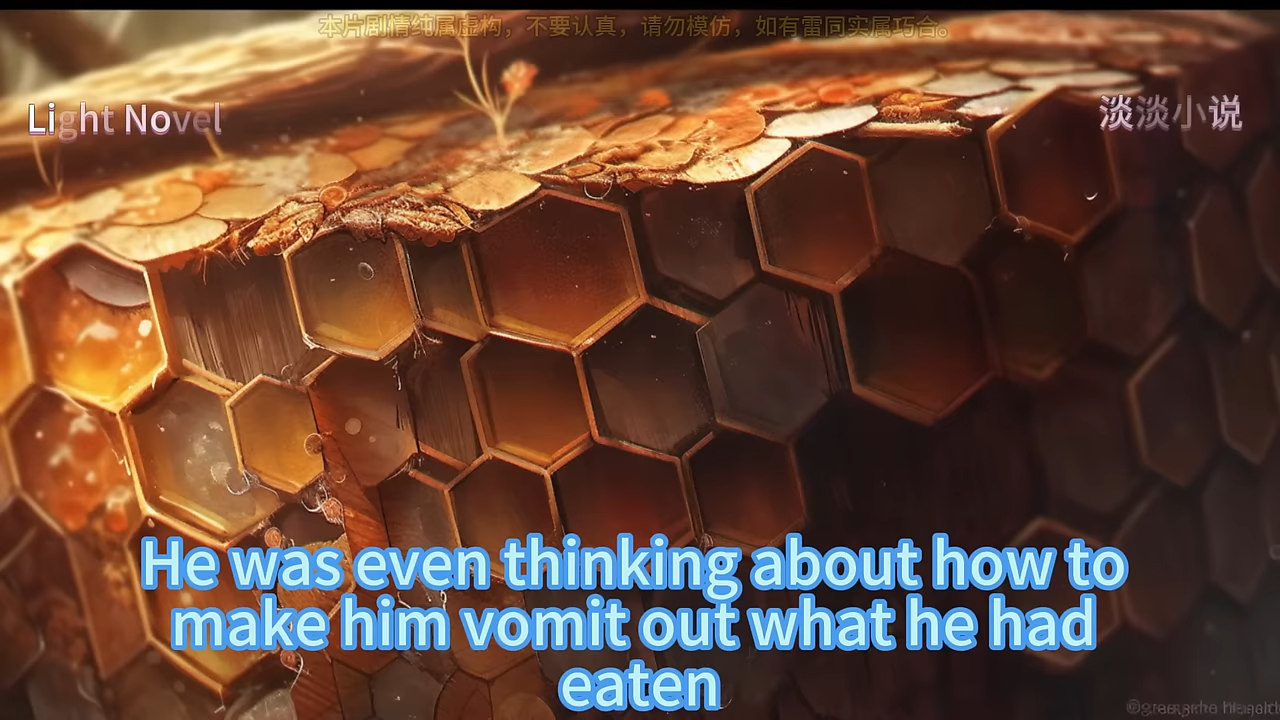 本片剧情纯属虚构，不要认真，请勿模仿，如有雷同实属巧合。
Light Novel
淡淡小说
He was even thinking about how to
make him vomit out what he had
eaten